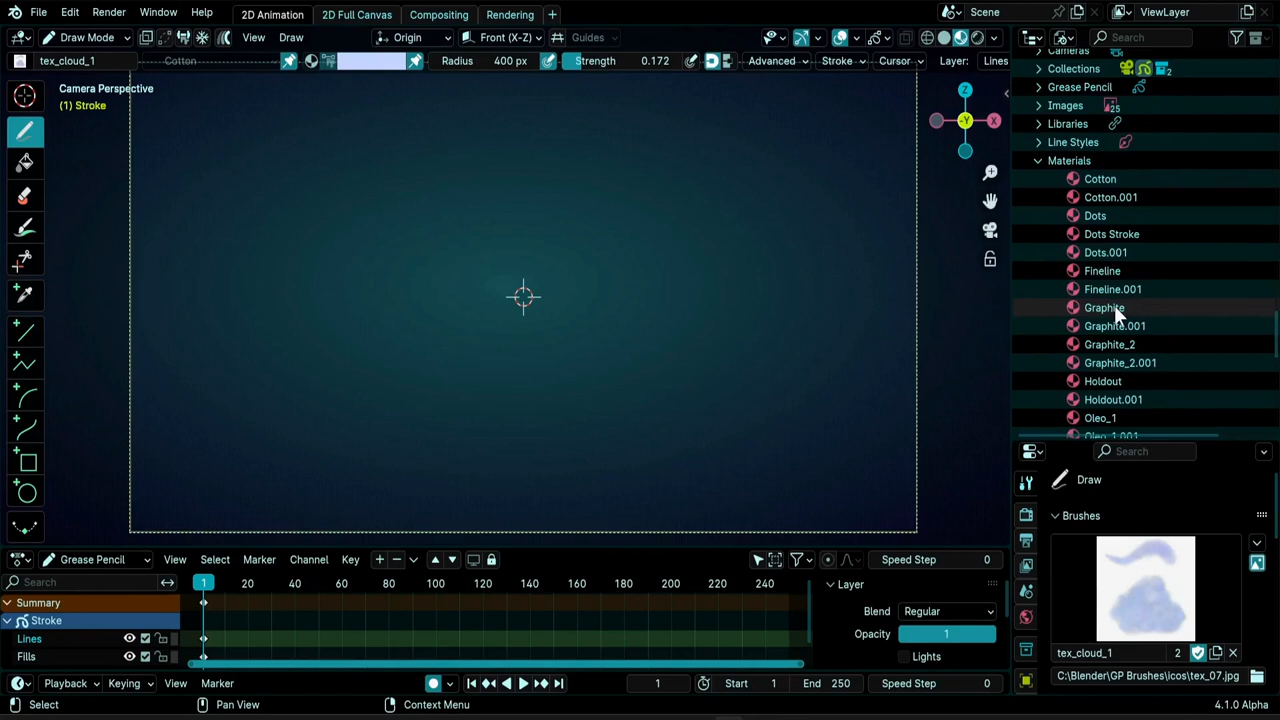 File Edit Render Window Help 2D Animation 2D Full Canvas Compositing Rendering + Scene ViewLayer
Draw Mode View Draw Origin Front (X-Z) Guides Search
tex_cloud_1 Cotton Radius 400 px Strength 0.172 Advanced Stroke Cursor Layer: Lines
Camera Perspective
(1) Stroke
Z
-Y
X
Cameras
Collections 2
Grease Pencil
Images 25
Libraries
Line Styles
Materials
Cotton
Cotton.001
Dots
Dots Stroke
Dots.001
Fineline
Fineline.001
Graphite
Graphite.001
Graphite_2
Graphite_2.001
Holdout
Holdout.001
Oleo_1
Oleo_1.001
Search
Draw
Brushes
tex_cloud_1 2
C:\Blender\GP Brushes\Icos\tex_07.jpg
Grease Pencil View Select Marker Channel Key Speed Step 0
Search 1 20 40 60 80 100 120 140 160 180 200 220 240
Summary
Stroke
Lines
Fills
Layer
Blend Regular
Opacity 1
Lights
Playback Keying View Marker 1 Start 1 End 250 Speed Step 0
Select Pan View Context Menu 4.1.0 Alpha